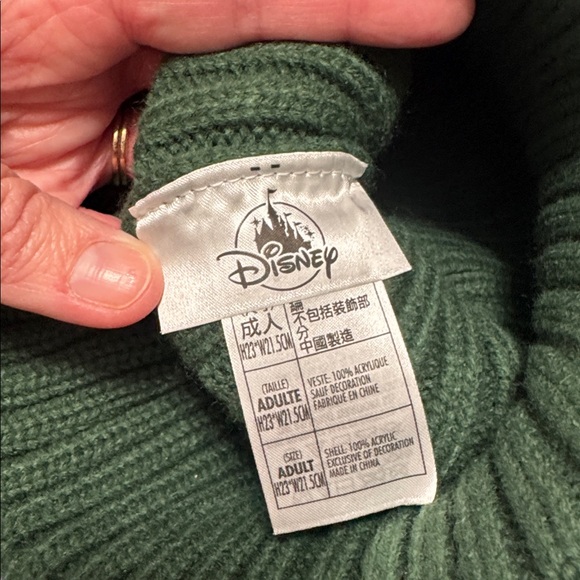 Disney
成人
H23*W21.5CM
不包括裝飾部
分
中國製造
(TAILLE)
ADULTE
H23*W21.5CM
VESTE: 100% ACRYLIQUE
SAUF DECORATION
FABRIQUÉ EN CHINE
(SIZE)
ADULT
H23*W21.5CM
SHELL: 100% ACRYLIC
EXCLUSIVE OF DECORATION
MADE IN CHINA